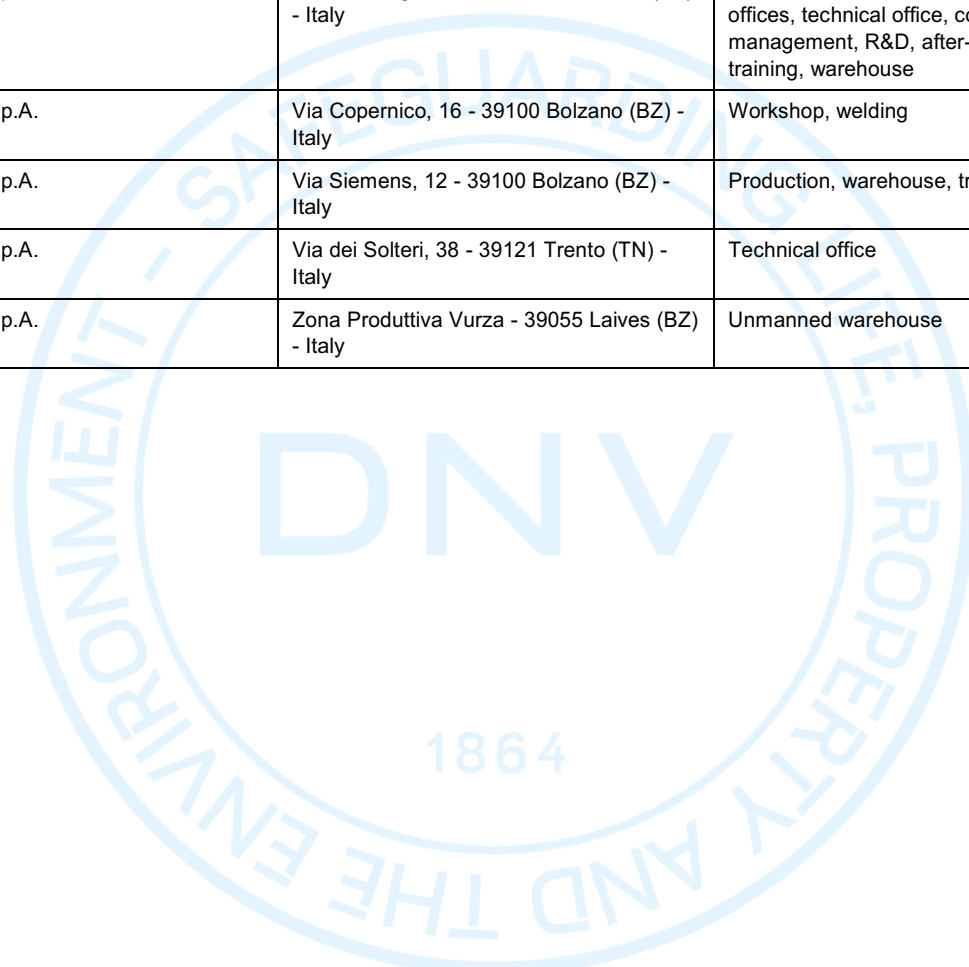 - Italy
offices, technical office,
management, R&D, after-
training, warehouse
p.A.
Via Copernico, 16 - 39100 Bolzano (BZ) -
Italy
Workshop, welding
p.A.
Via Siemens, 12 - 39100 Bolzano (BZ) -
Italy
Production, warehouse,
p.A.
Via dei Solteri, 38 - 39121 Trento (TN) -
Italy
Technical office
p.A.
Zona Produttiva Vurza - 39055 Laives (BZ)
- Italy
Unmanned warehouse
SAFEGUARDING LIFE, PROPERTY AND THE ENVIRONMENT -
DNV
1864